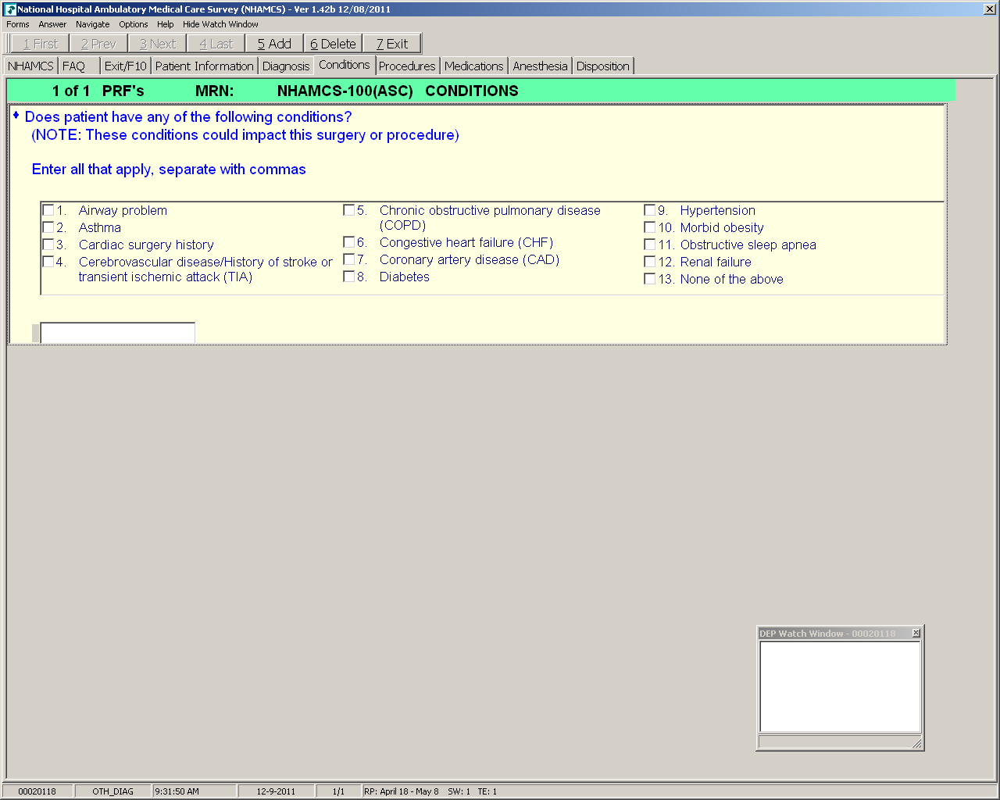 National Hospital Ambulatory Medical Care Survey (NHAMCS) - Ver 1.42b 12/08/2011
Forms Answer Navigate Options Help Hide Watch Window
1 First 2 Prev 3 Next 4 Last 5 Add 6 Delete 7 Exit
NHAMCS FAQ Exit/F10 Patient Information Diagnosis Conditions Procedures Medications Anesthesia Disposition
1 of 1 PRF's MRN: NHAMCS-100(ASC) CONDITIONS
Does patient have any of the following conditions?
(NOTE: These conditions could impact this surgery or procedure)
Enter all that apply, separate with commas
1. Airway problem
2. Asthma
3. Cardiac surgery history
4. Cerebrovascular disease/History of stroke or
transient ischemic attack (TIA)
5. Chronic obstructive pulmonary disease
(COPD)
6. Congestive heart failure (CHF)
7. Coronary artery disease (CAD)
8. Diabetes
9. Hypertension
10. Morbid obesity
11. Obstructive sleep apnea
12. Renal failure
13. None of the above
DEP Watch Window - 00020118
00020118 OTH_DIAG 9:31:50 AM 12-9-2011 1/1 RP: April 18 - May 8 SW: 1 TE: 1